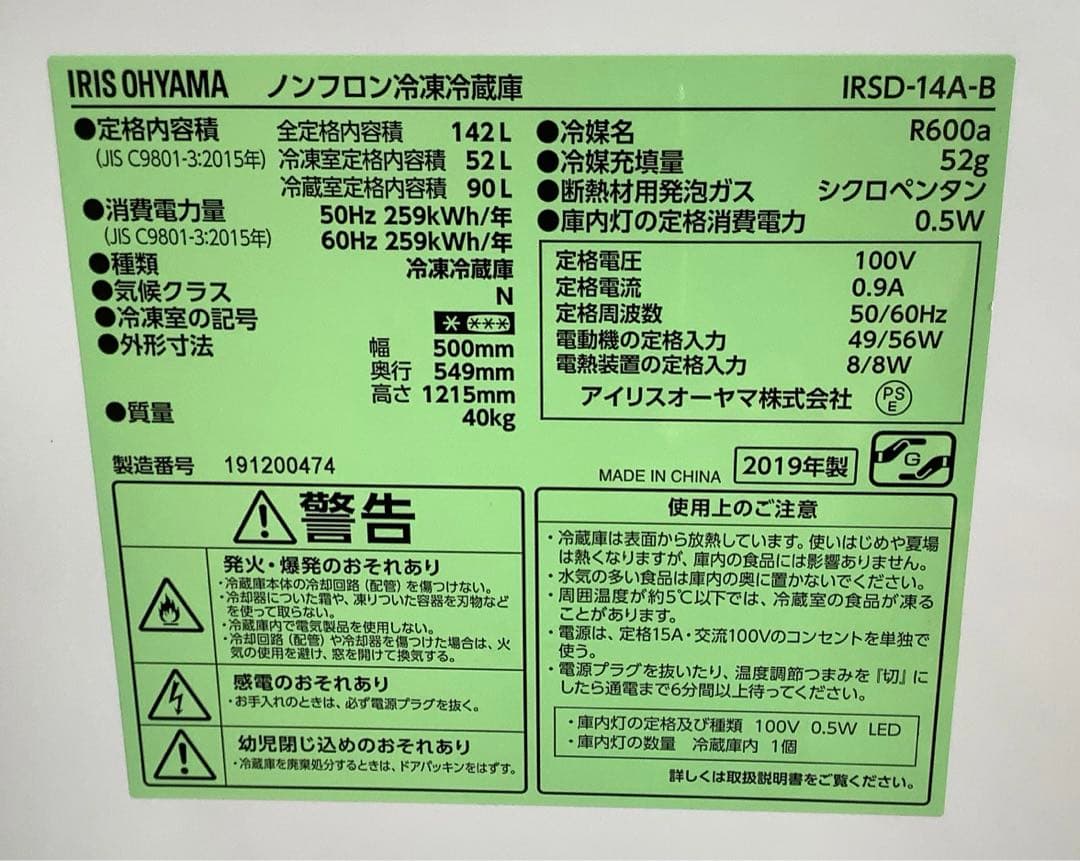 IRIS OHYAMA ノンフロン冷凍冷蔵庫 IRSD-14A-B
●定格内容積 全定格内容積 142L
(JIS C9801-3:2015年) 冷凍室定格内容積 52L
冷蔵室定格内容積 90L
●消費電力量 50Hz 259kWh/年
(JIS C9801-3:2015年) 60Hz 259kWh/年
●種類 冷凍冷蔵庫
●気候クラス N
●冷凍室の記号 * ***
●外形寸法 幅 500mm
奥行 549mm
高さ 1215mm
●質量 40kg
●冷媒名 R600a
●冷媒充填量 52g
●断熱材用発泡ガス シクロペンタン
●庫内灯の定格消費電力 0.5W
定格電圧 100V
定格電流 0.9A
定格周波数 50/60Hz
電動機の定格入力 49/56W
電熱装置の定格入力 8/8W
アイリスオーヤマ株式会社 PSE
製造番号 191200474
MADE IN CHINA 2019年製 G
警告
発火・爆発のおそれあり
・冷蔵庫本体の冷却回路(配管)を傷つけない。
・冷却器についた霜や、凍りついた容器を刃物など
を使って取らない。
・冷蔵庫内で電気製品を使用しない。
・冷却回路(配管)や冷却器を傷つけた場合は、火
気の使用を避け、窓を開けて換気する。
感電のおそれあり
・お手入れのときは、必ず電源プラグを抜く。
幼児閉じ込めのおそれあり
・冷蔵庫を廃棄処分するときは、ドアパッキンをはずす。
使用上のご注意
・冷蔵庫は表面から放熱しています。使いはじめや夏場
は熱くなりますが、庫内の食品には影響ありません。
・水気の多い食品は庫内の奥に置かないでください。
・周囲温度が約5℃以下では、冷蔵室の食品が凍る
ことがあります。
・電源は、定格15A・交流100Vのコンセントを単独で
使う。
・電源プラグを抜いたり、温度調節つまみを『切』に
したら通電まで6分間以上待ってください。
・庫内灯の定格及び種類 100V 0.5W LED
・庫内灯の数量 冷蔵庫内 1個
詳しくは取扱説明書をご覧ください。